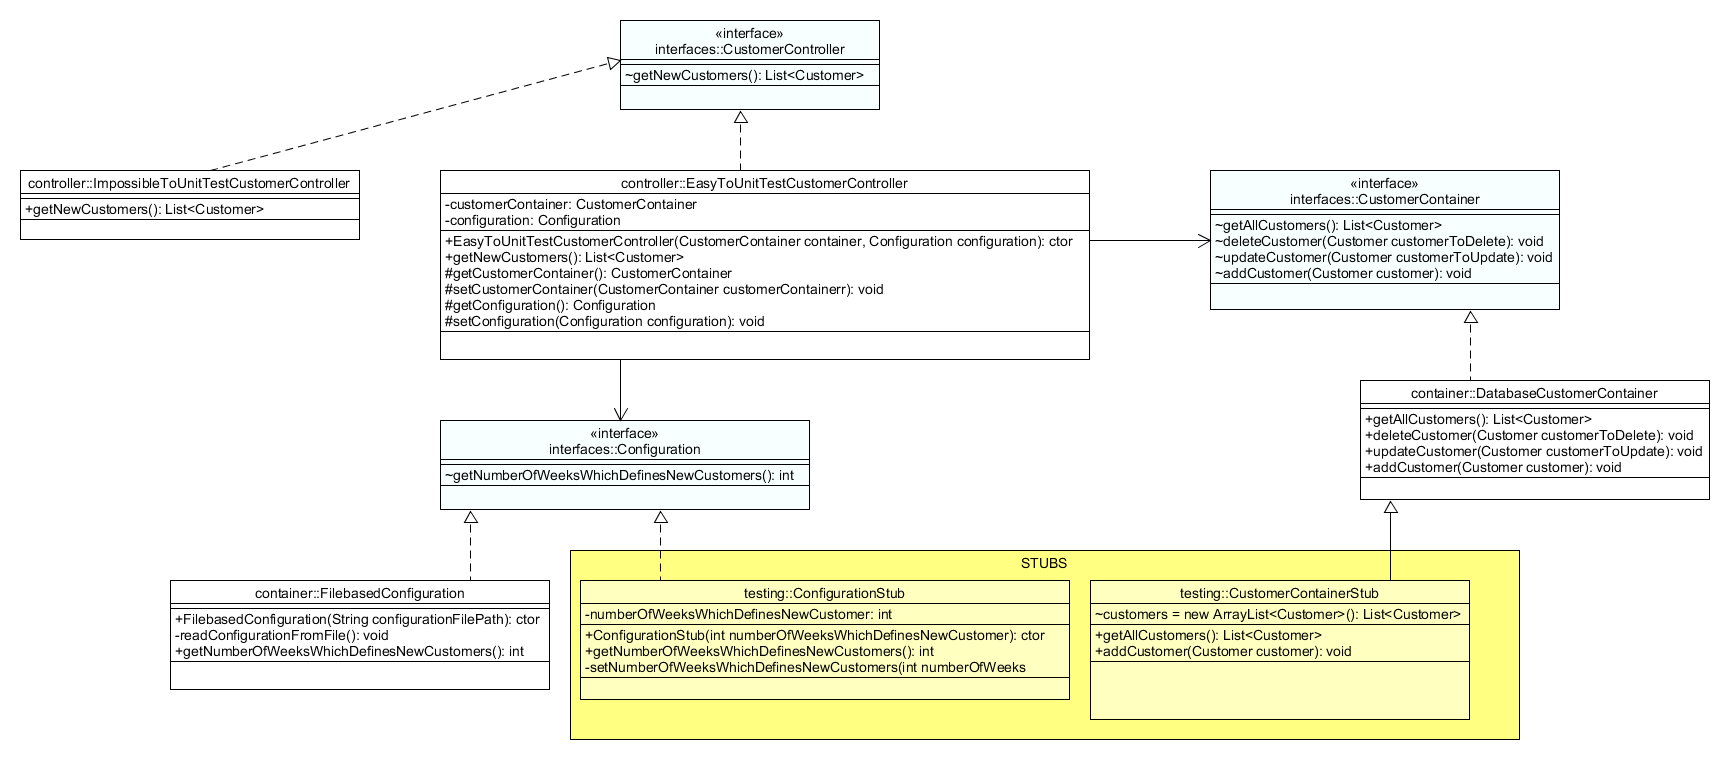 «interface»
interfaces::CustomerController
~getNewCustomers(): List<Customer>
controller::ImpossibleToUnitTestCustomerController
+getNewCustomers(): List<Customer>
controller::EasyToUnitTestCustomerController
-customerContainer: CustomerContainer
-configuration: Configuration
+EasyToUnitTestCustomerController(CustomerContainer container, Configuration configuration): ctor
+getNewCustomers(): List<Customer>
#getCustomerContainer(): CustomerContainer
#setCustomerContainer(CustomerContainer customerContainerr): void
#getConfiguration(): Configuration
#setConfiguration(Configuration configuration): void
«interface»
interfaces::CustomerContainer
~getAllCustomers(): List<Customer>
~deleteCustomer(Customer customerToDelete): void
~updateCustomer(Customer customerToUpdate): void
~addCustomer(Customer customer): void
container::DatabaseCustomerContainer
+getAllCustomers(): List<Customer>
+deleteCustomer(Customer customerToDelete): void
+updateCustomer(Customer customerToUpdate): void
+addCustomer(Customer customer): void
«interface»
interfaces::Configuration
~getNumberOfWeeksWhichDefinesNewCustomers(): int
container::FilebasedConfiguration
+FilebasedConfiguration(String configurationFilePath): ctor
-readConfigurationFromFile(): void
+getNumberOfWeeksWhichDefinesNewCustomers(): int
STUBS
testing::ConfigurationStub
-numberOfWeeksWhichDefinesNewCustomer: int
+ConfigurationStub(int numberOfWeeksWhichDefinesNewCustomer): ctor
+getNumberOfWeeksWhichDefinesNewCustomers(): int
-setNumberOfWeeksWhichDefinesNewCustomers(int numberOfWeeks
testing::CustomerContainerStub
~customers = new ArrayList<Customer>(): List<Customer>
+getAllCustomers(): List<Customer>
+addCustomer(Customer customer): void